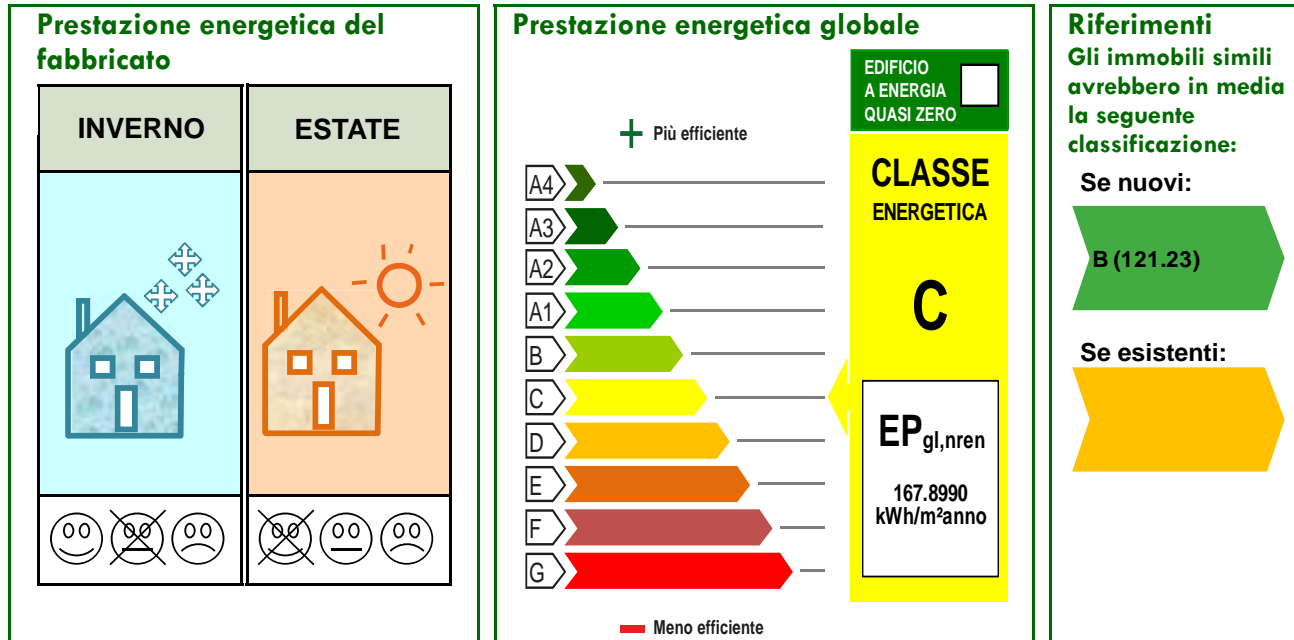 Prestazione energetica del
fabbricato
INVERNO
ESTATE
Prestazione energetica globale
Più efficiente
A4
A3
A2
A1
B
C
D
E
F
G
Meno efficiente
EDIFICIO
A ENERGIA
QUASI ZERO
CLASSE
ENERGETICA
C
EPgl,nren
167.8990
kWh/m²anno
Riferimenti
Gli immobili simili
avrebbero in media
la seguente
classificazione:
Se nuovi:
B (121.23)
Se esistenti: